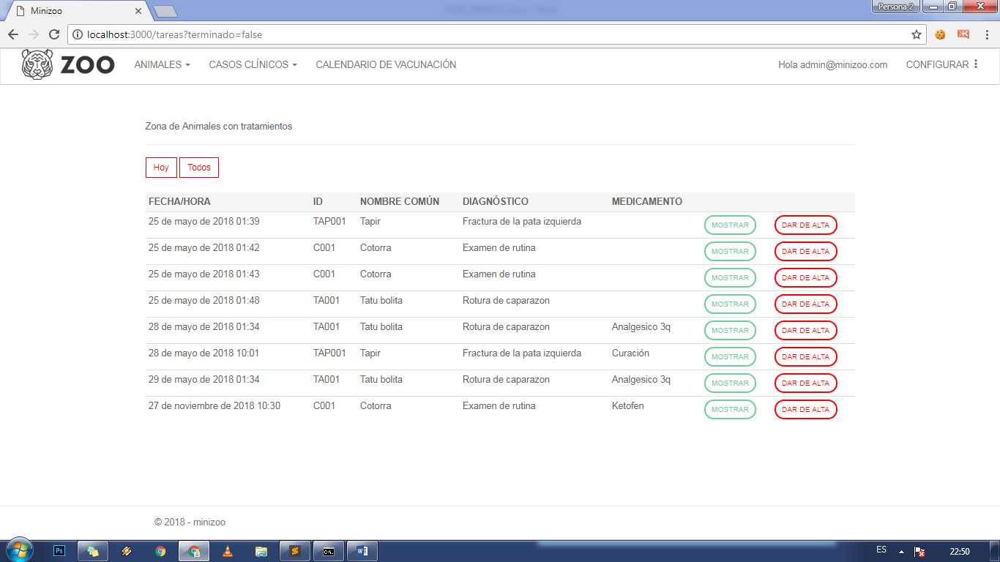 Minizoo
Persona 2
localhost:3000/tareas?terminado=false
ZOO ANIMALES CASOS CLÍNICOS CALENDARIO DE VACUNACIÓN Hola admin@minizoo.com CONFIGURAR
Zona de Animales con tratamientos
Hoy Todos
FECHA/HORA ID NOMBRE COMÚN DIAGNÓSTICO MEDICAMENTO
25 de mayo de 2018 01:39 TAP001 Tapir Fractura de la pata izquierda MOSTRAR DAR DE ALTA
25 de mayo de 2018 01:42 C001 Cotorra Examen de rutina MOSTRAR DAR DE ALTA
25 de mayo de 2018 01:43 C001 Cotorra Examen de rutina MOSTRAR DAR DE ALTA
25 de mayo de 2018 01:48 TA001 Tatu bolita Rotura de caparazon MOSTRAR DAR DE ALTA
28 de mayo de 2018 01:34 TA001 Tatu bolita Rotura de caparazon Analgesico 3q MOSTRAR DAR DE ALTA
28 de mayo de 2018 10:01 TAP001 Tapir Fractura de la pata izquierda Curación MOSTRAR DAR DE ALTA
29 de mayo de 2018 01:34 TA001 Tatu bolita Rotura de caparazon Analgesico 3q MOSTRAR DAR DE ALTA
27 de noviembre de 2018 10:30 C001 Cotorra Examen de rutina Ketofen MOSTRAR DAR DE ALTA
© 2018 - minizoo
Ps ES 22:50